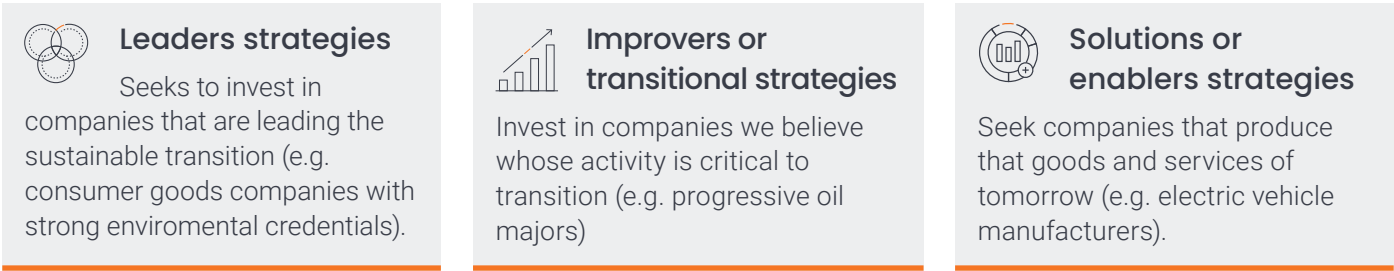 Leaders strategies
Seeks to invest in
companies that are leading the
sustainable transition (e.g.
consumer goods companies with
strong enviromental credentials).
Improvers or
transitional strategies
Invest in companies we believe
whose activity is critical to
transition (e.g. progressive oil
majors)
Solutions or
enablers strategies
Seek companies that produce
that goods and services of
tomorrow (e.g. electric vehicle
manufacturers).